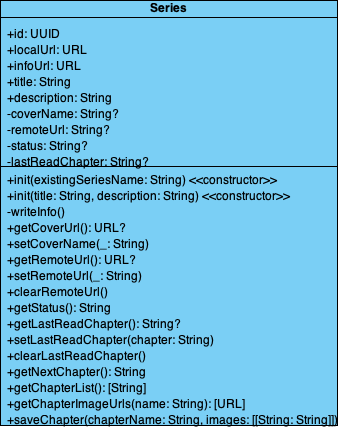 Series
+id: UUID
+localUrl: URL
+infoUrl: URL
+title: String
+description: String
-coverName: String?
-remoteUrl: String?
-status: String?
-lastReadChapter: String?
+init(existingSeriesName: String) <<constructor>>
+init(title: String, description: String) <<constructor>>
-writeInfo()
+getCoverUrl(): URL?
+setCoverName(_: String)
+getRemoteUrl(): URL?
+setRemoteUrl(_: String)
+clearRemoteUrl()
+getStatus(): String
+getLastReadChapter(): String?
+setLastReadChapter(chapter: String)
+clearLastReadChapter()
+getNextChapter(): String
+getChapterList(): [String]
+getChapterImageUrls(name: String): [URL]
+saveChapter(chapterName: String, images: [[String: String]])